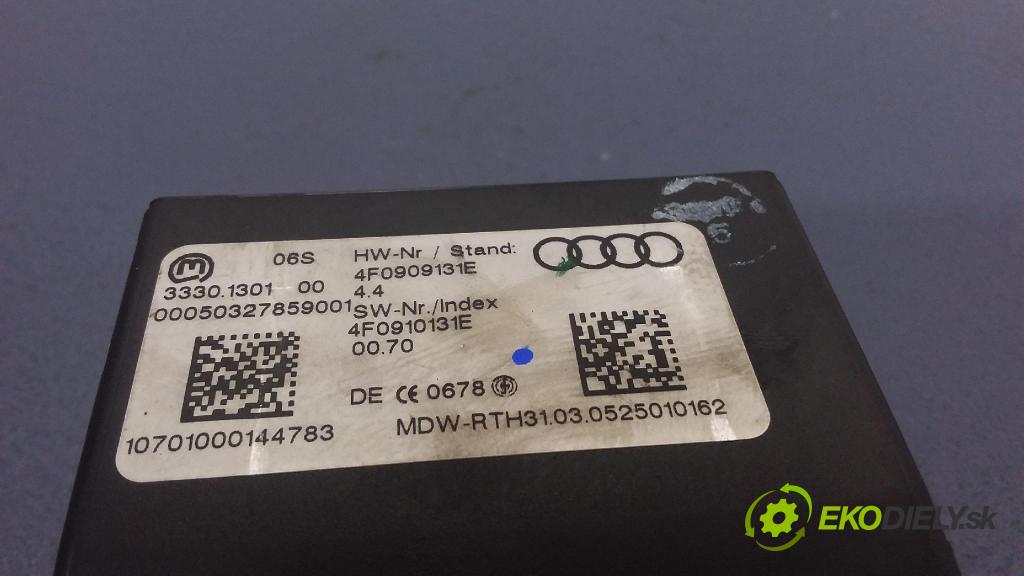 06S
3330.1301 00
00050327859001
10701000144783
HW-Nr / Stand:
4F0909131E
4.4
SW-Nr./Index
4F0910131E
00.70
DE CE 0678
MDW-RTH31.03.0525010162
5
EKODIELY.sk